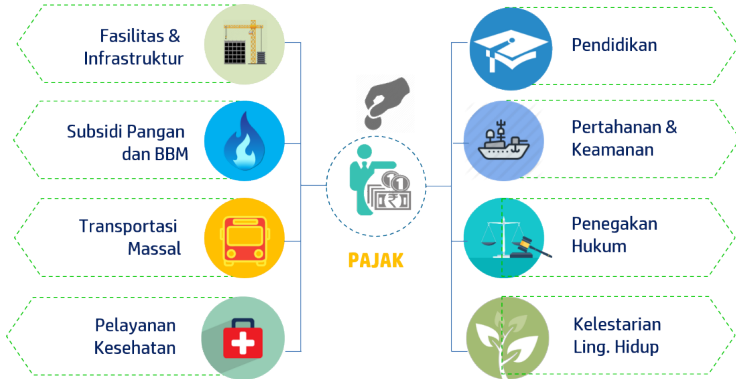 Fasilitas &
Infrastruktur
Subsidi Pangan
dan BBM
Transportasi
Massal
Pelayanan
Kesehatan
PAJAK
Pendidikan
Pertahanan &
Keamanan
Penegakan
Hukum
Kelestarian
Ling. Hidup